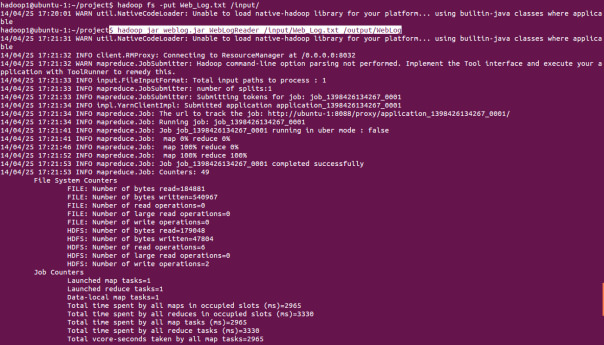 hadoop1@ubuntu-1:~/project$ hadoop fs -put Web_Log.txt /input/
14/04/25 17:20:01 WARN util.NativeCodeLoader: Unable to load native-hadoop library for your platform... using builtin-java classes where applica
ble
hadoop1@ubuntu-1:~/project$ hadoop jar weblog.jar WebLogReader /input/Web_Log.txt /output/WebLog
14/04/25 17:21:31 WARN util.NativeCodeLoader: Unable to load native-hadoop library for your platform... using builtin-java classes where applica
ble
14/04/25 17:21:32 INFO client.RMProxy: Connecting to ResourceManager at /0.0.0.0:8032
14/04/25 17:21:32 WARN mapreduce.JobSubmitter: Hadoop command-line option parsing not performed. Implement the Tool interface and execute your ap
plication with ToolRunner to remedy this.
14/04/25 17:21:33 INFO input.FileInputFormat: Total input paths to process : 1
14/04/25 17:21:33 INFO mapreduce.JobSubmitter: number of splits:1
14/04/25 17:21:33 INFO mapreduce.JobSubmitter: Submitting tokens for job: job_1398426134267_0001
14/04/25 17:21:34 INFO impl.YarnClientImpl: Submitted application application_1398426134267_0001
14/04/25 17:21:34 INFO mapreduce.Job: The url to track the job: http://ubuntu-1:8088/proxy/application_1398426134267_0001/
14/04/25 17:21:34 INFO mapreduce.Job: Running job: job_1398426134267_0001
14/04/25 17:21:41 INFO mapreduce.Job: Job job_1398426134267_0001 running in uber mode : false
14/04/25 17:21:41 INFO mapreduce.Job:  map 0% reduce 0%
14/04/25 17:21:46 INFO mapreduce.Job:  map 100% reduce 0%
14/04/25 17:21:52 INFO mapreduce.Job:  map 100% reduce 100%
14/04/25 17:21:53 INFO mapreduce.Job: Job job_1398426134267_0001 completed successfully
14/04/25 17:21:53 INFO mapreduce.Job: Counters: 49
File System Counters
FILE: Number of bytes read=184881
FILE: Number of bytes written=540967
FILE: Number of read operations=0
FILE: Number of large read operations=0
FILE: Number of write operations=0
HDFS: Number of bytes read=179048
HDFS: Number of bytes written=47804
HDFS: Number of read operations=6
HDFS: Number of large read operations=0
HDFS: Number of write operations=2
Job Counters
Launched map tasks=1
Launched reduce tasks=1
Data-local map tasks=1
Total time spent by all maps in occupied slots (ms)=2965
Total time spent by all reduces in occupied slots (ms)=3330
Total time spent by all map tasks (ms)=2965
Total time spent by all reduce tasks (ms)=3330
Total vcore-seconds taken by all map tasks=2965